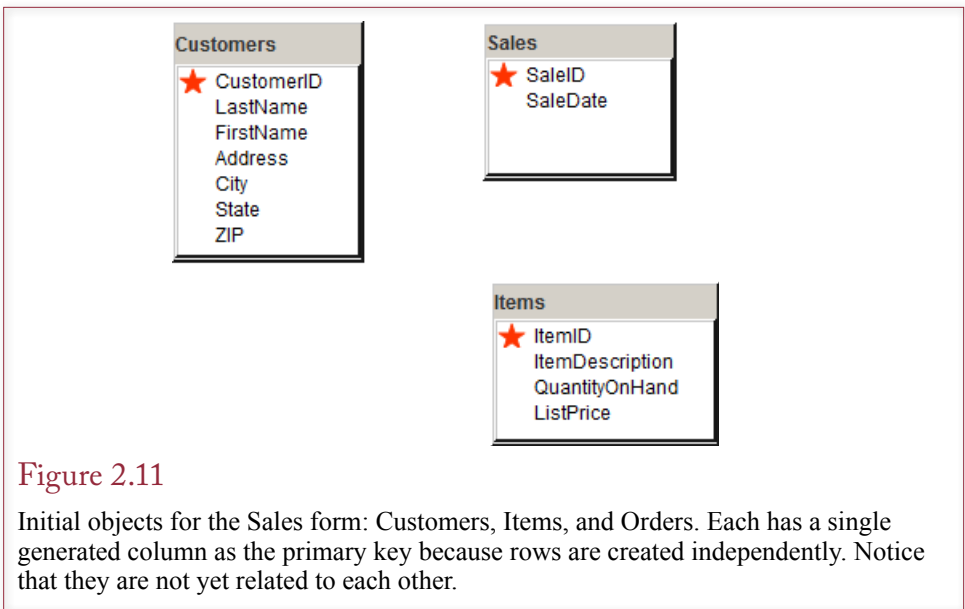 Customers
CustomerID
LastName
FirstName
Address
City
State
ZIP
Sales
SaleID
SaleDate
Items
ItemID
ItemDescription
QuantityOnHand
ListPrice
Figure 2.11
Initial objects for the Sales form: Customers, Items, and Orders. Each has a single
generated column as the primary key because rows are created independently. Notice
that they are not yet related to each other.